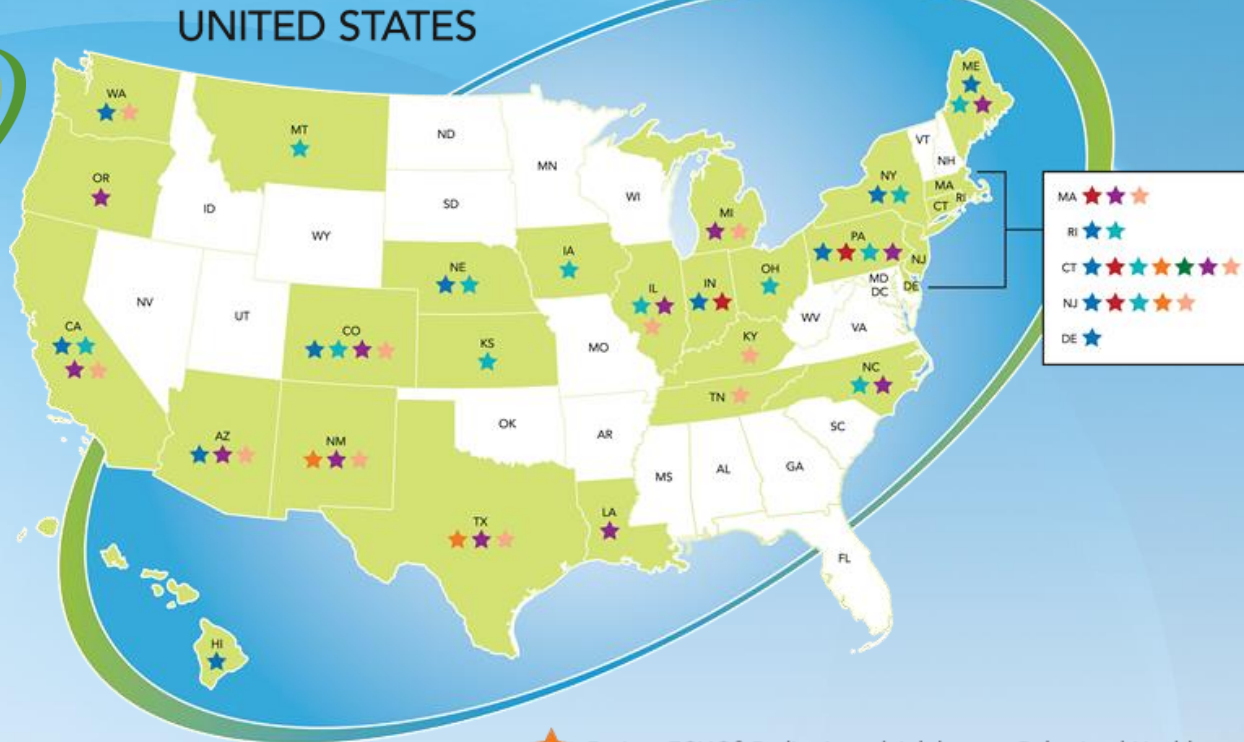 UNITED STATES
WA
MT
ND
MN
ME
VT
NH
OR
ID
SD
WI
MI
NY
MA
CT
RI
WY
NE
IA
PA
NJ
NV
UT
CO
KS
IL
IN
OH
MD
DC
DE
WV
VA
CA
MO
KY
NC
TN
AZ
NM
OK
AR
SC
MS
AL
GA
TX
LA
FL
HI
MA
RI
CT
NJ
DE